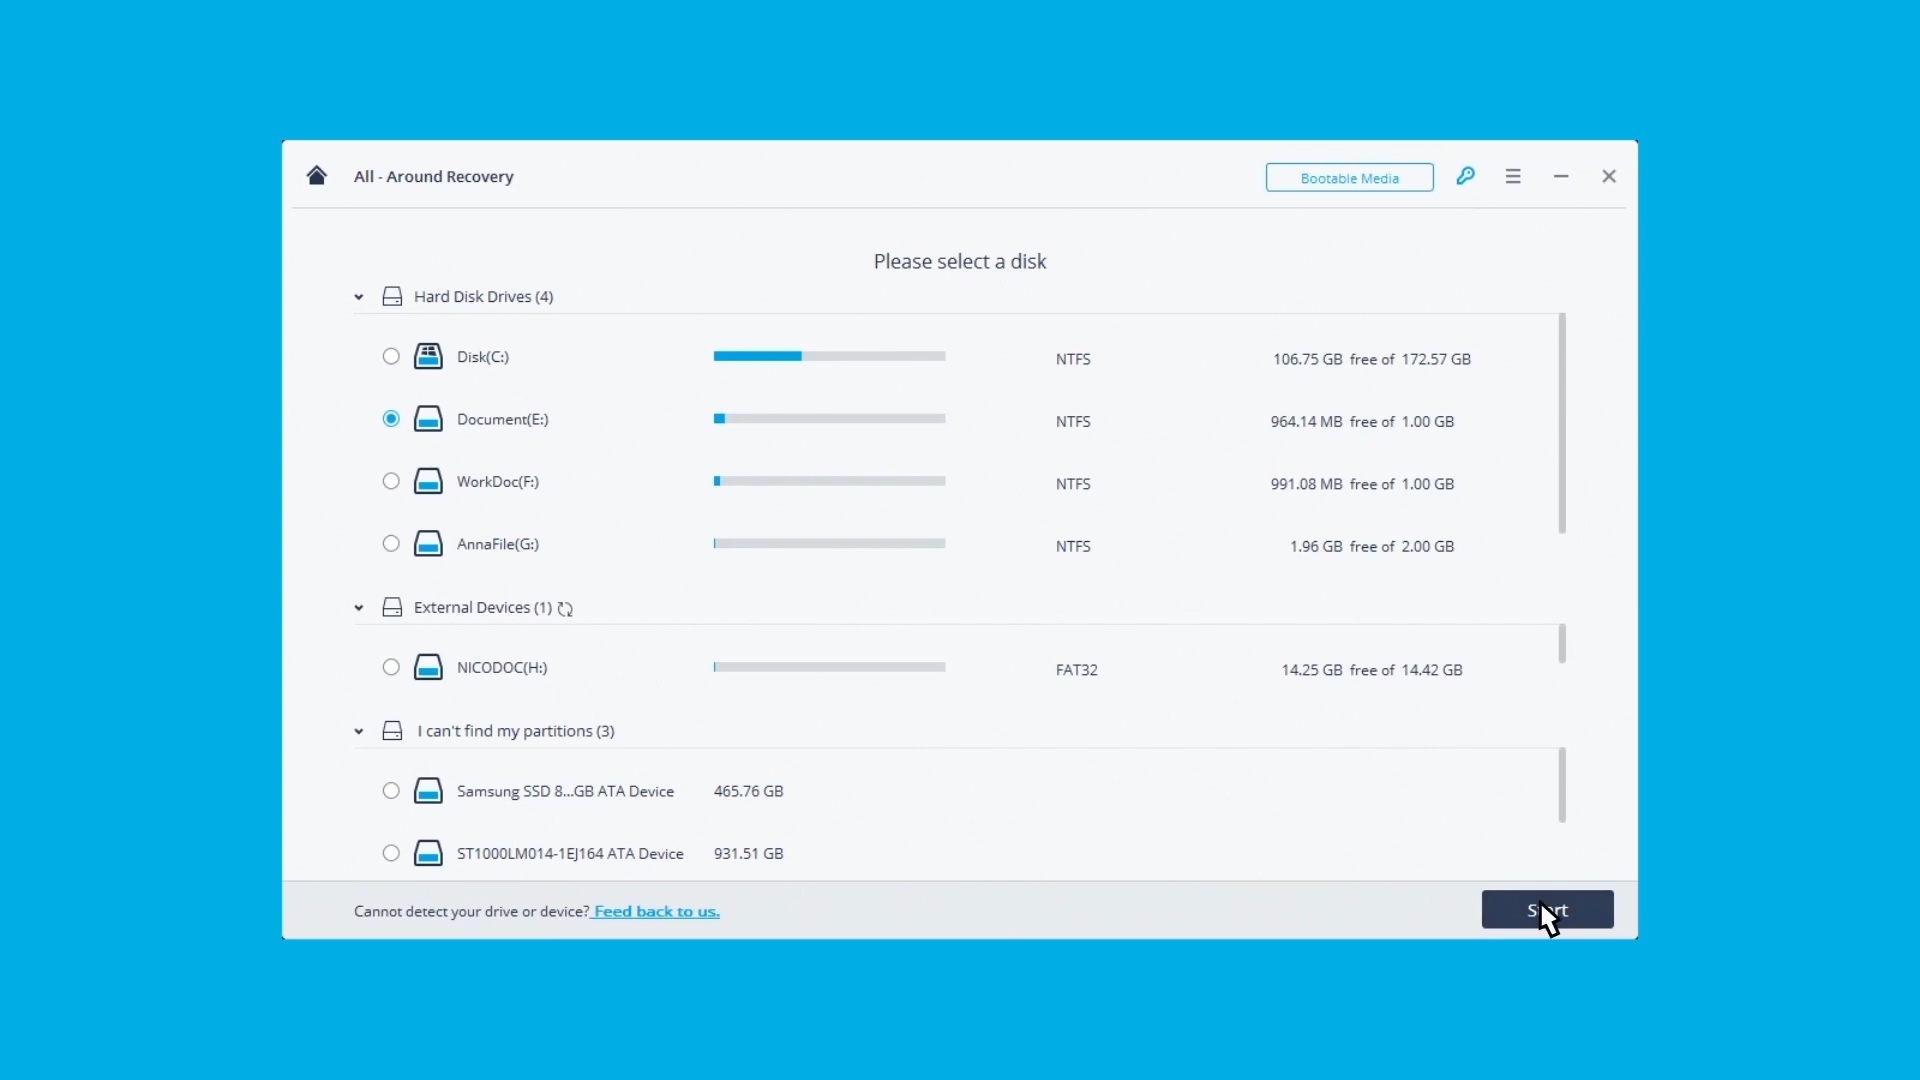 All - Around Recovery
Bootable Media
Please select a disk
Hard Disk Drives (4)
Disk(C:) NTFS 106.75 GB free of 172.57 GB
Document(E:) NTFS 964.14 MB free of 1.00 GB
WorkDoc(F:) NTFS 991.08 MB free of 1.00 GB
AnnaFile(G:) NTFS 1.96 GB free of 2.00 GB
External Devices (1)
NICODOC(H:) FAT32 14.25 GB free of 14.42 GB
I can't find my partitions (3)
Samsung SSD 8...GB ATA Device 465.76 GB
ST1000LM014-1EJ164 ATA Device 931.51 GB
Cannot detect your drive or device? Feed back to us.
Start